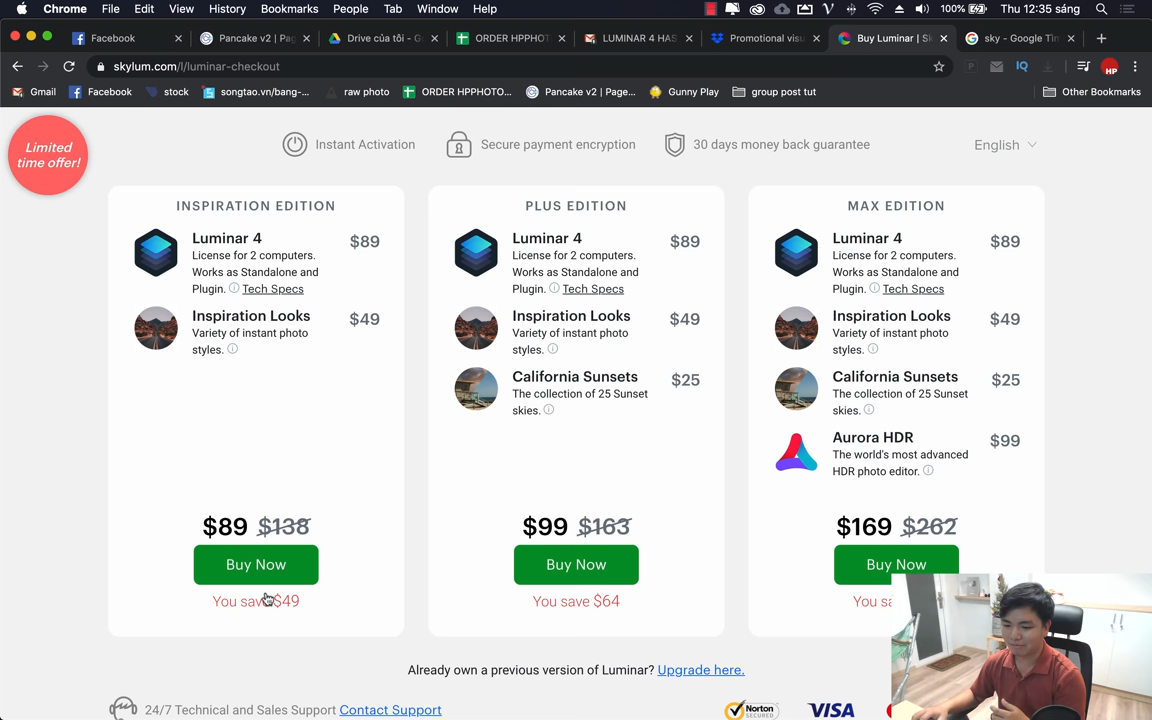 Chrome File Edit View History Bookmarks People Tab Window Help 100% Thu 12:35 sáng
Facebook Pancake v2 | Pag Drive của tôi - G ORDER HPPHOT LUMINAR 4 HAS Promotional visu Buy Luminar | Sk sky - Google Tìm
skylum.com/l/luminar-checkout
Gmail Facebook stock songtao.vn/bang-... raw photo ORDER HPPHOTO... Pancake v2 | Page... Gunny Play group post tut Other Bookmarks
Limited
time offer!
Instant Activation Secure payment encryption 30 days money back guarantee English
INSPIRATION EDITION
Luminar 4 $89
License for 2 computers.
Works as Standalone and
Plugin. Tech Specs
Inspiration Looks $49
Variety of instant photo
styles.
$89 $138
Buy Now
You save $49
PLUS EDITION
Luminar 4 $89
License for 2 computers.
Works as Standalone and
Plugin. Tech Specs
Inspiration Looks $49
Variety of instant photo
styles.
California Sunsets $25
The collection of 25 Sunset
skies.
$99 $163
Buy Now
You save $64
MAX EDITION
Luminar 4 $89
License for 2 computers.
Works as Standalone and
Plugin. Tech Specs
Inspiration Looks $49
Variety of instant photo
styles.
California Sunsets $25
The collection of 25 Sunset
skies.
Aurora HDR $99
The world's most advanced
HDR photo editor.
$169 $262
Buy Now
You sa
Already own a previous version of Luminar? Upgrade here.
24/7 Technical and Sales Support Contact Support
Norton
SECURED
VISA